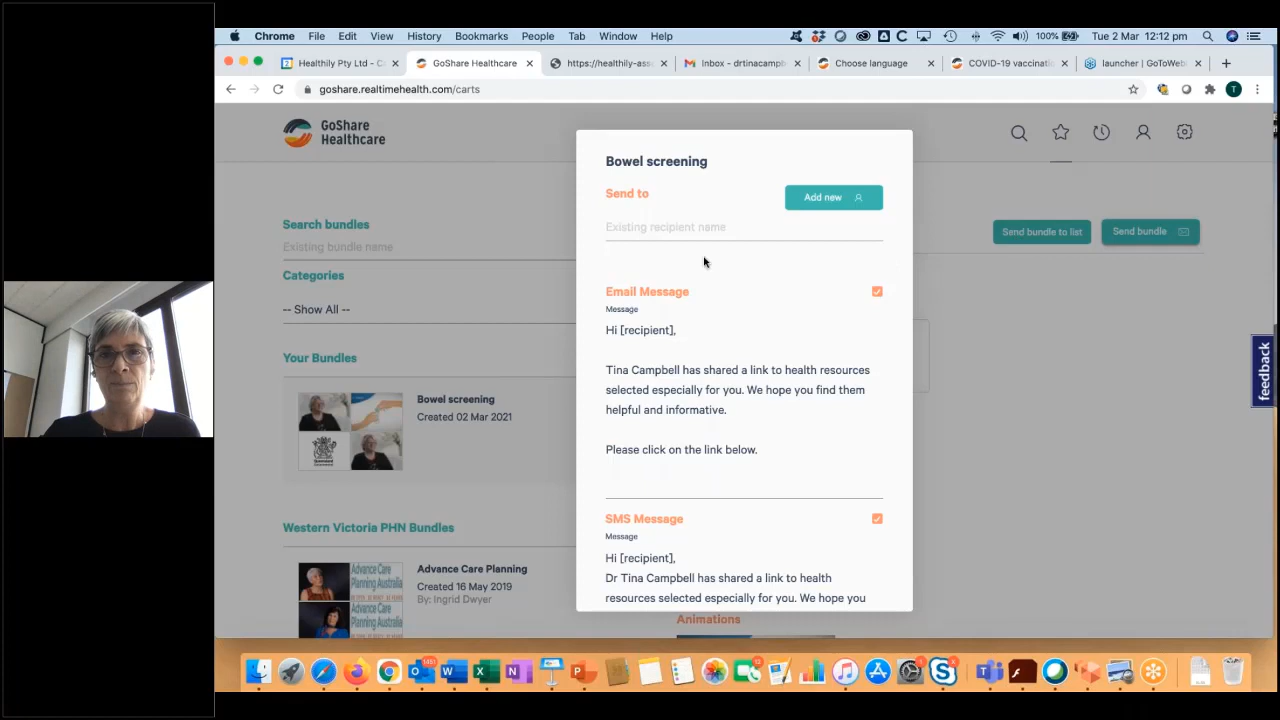 Chrome File Edit View History Bookmarks People Tab Window Help 100% Tue 2 Mar 12:12 pm
Healthily Pty Ltd - C GoShare Healthcare https://healthily-ass Inbox - drtinacampb Choose language COVID-19 vaccinati launcher | GoToWebi
goshare.realtimehealth.com/carts T
GoShare
Healthcare
Bowel screening
Send to
Add new
Existing recipient name
Search bundles
Existing bundle name
Send bundle to list
Send bundle
Categories
-- Show All --
Email Message
Message
Hi [recipient],
Tina Campbell has shared a link to health resources
selected especially for you. We hope you find them
helpful and informative.
Please click on the link below.
Your Bundles
Bowel screening
Created 02 Mar 2021
SMS Message
Message
Hi [recipient],
Dr Tina Campbell has shared a link to health
resources selected especially for you. We hope you
Western Victoria PHN Bundles
Advance Care Planning
Created 16 May 2019
By: Ingrid Dwyer
Advance Care
Planning Australia
Animations
feedback